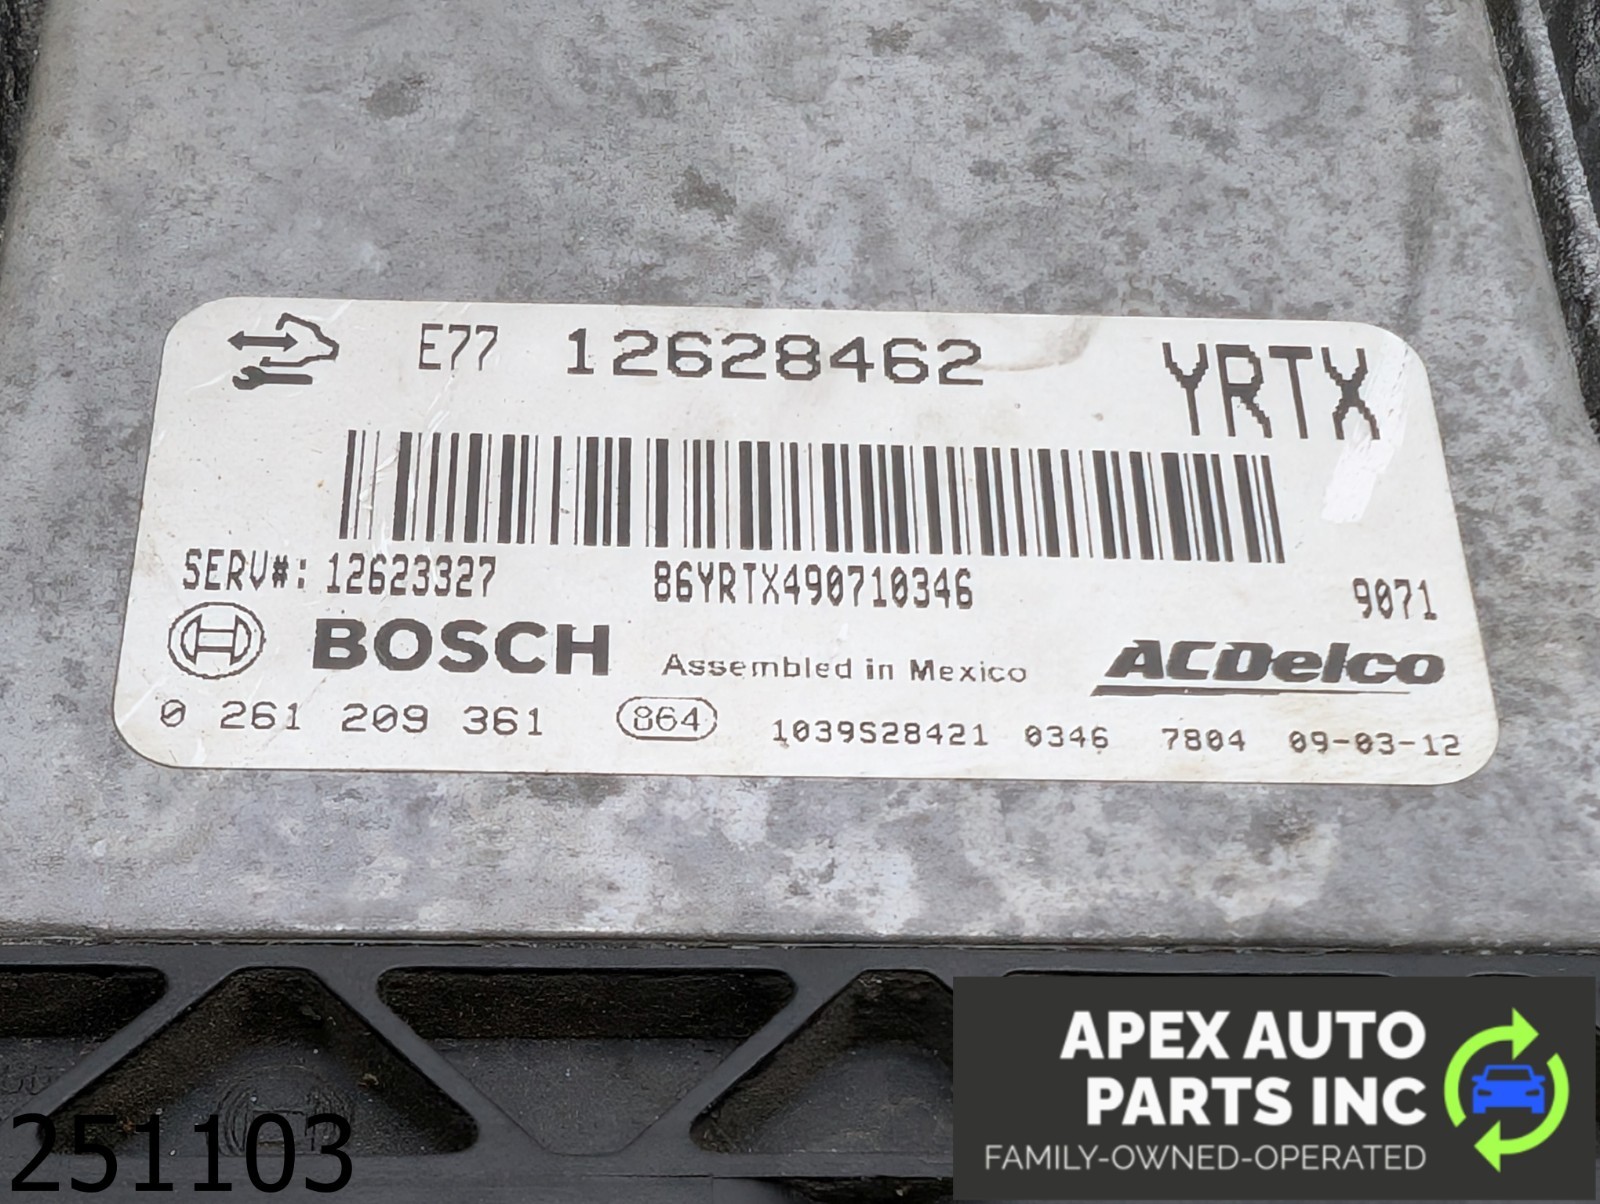 E77 12628462 YRTX
SERV#: 12623327 86YRTX490710346 9071
BOSCH Assembled in Mexico ACDelco
0 261 209 361 864 1039S28421 0346 7804 09-03-12
APEX AUTO
PARTS INC
FAMILY-OWNED-OPERATED
251103